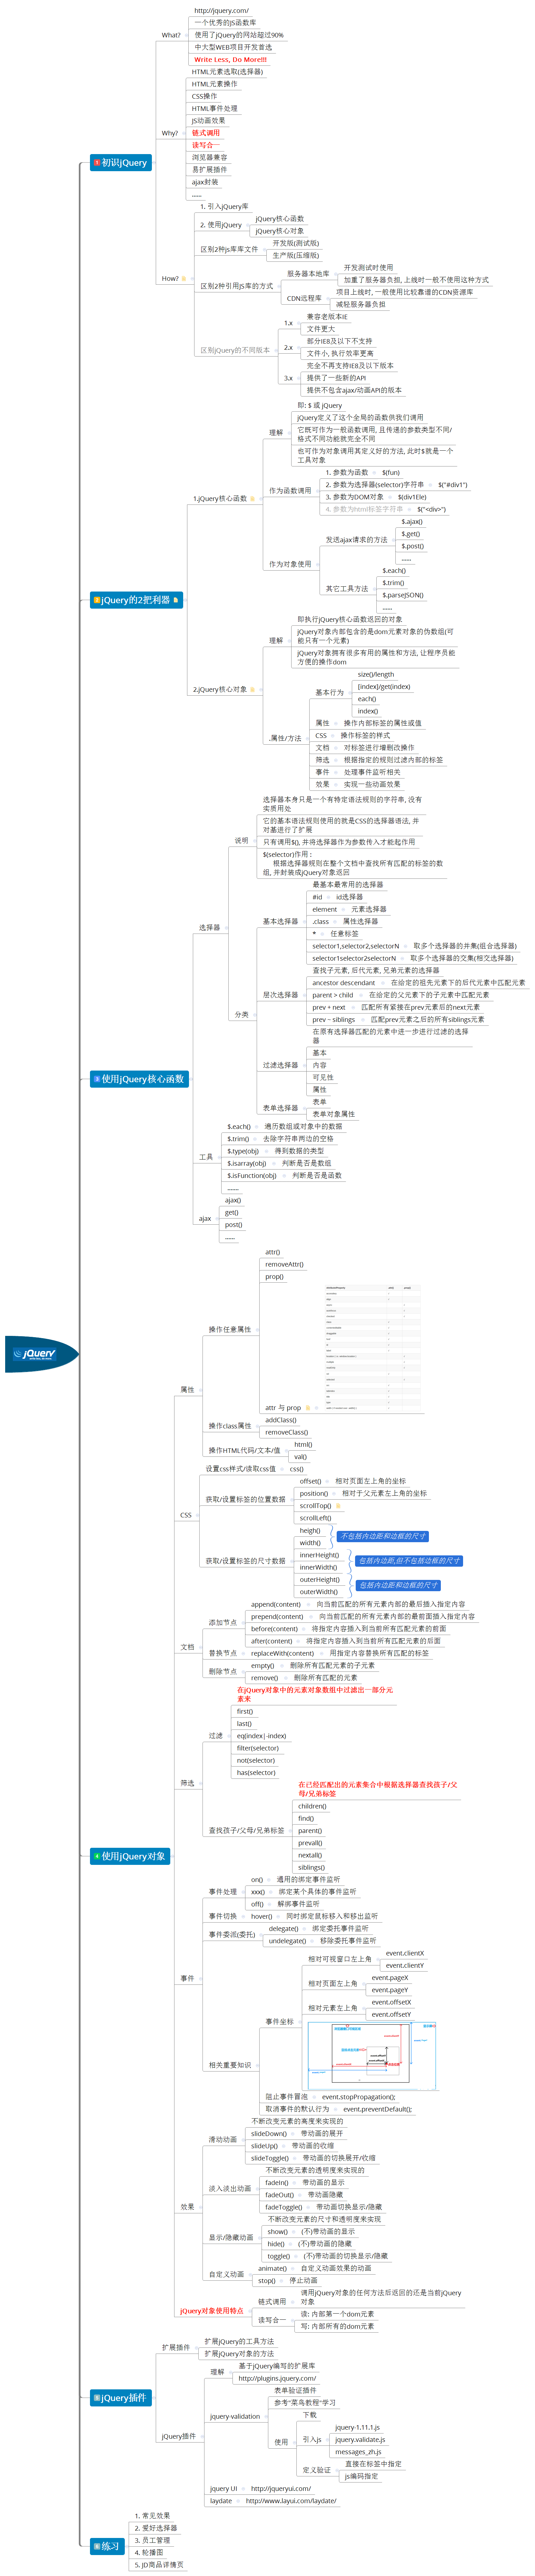 jQuery
1 初识jQuery
What?
http://jquery.com/
一个优秀的JS函数库
使用了jQuery的网站超过90%
中大型WEB项目开发首选
Write Less, Do More!!!
Why?
HTML元素选取(选择器)
HTML元素操作
CSS操作
HTML事件处理
JS动画效果
链式调用
读写合一
浏览器兼容
易扩展插件
ajax封装
......
How?
1. 引入jQuery库
2. 使用jQuery
jQuery核心函数
jQuery核心对象
区别2种js库文件
开发版(测试版)
生产版(压缩版)
区别2种引用JS库的方式
服务器本地库
开发测试时使用
加重了服务器负担, 上线时一般不使用这种方式
CDN远程库
项目上线时, 一般使用比较靠谱的CDN资源库
减轻服务器负担
区别jQuery的不同版本
1.x
兼容老版本IE
文件更大
2.x
部分IE8及以下不支持
文件小, 执行效率更高
3.x
完全不再支持IE8及以下版本
提供了一些新的API
提供不包含ajax/动画API的版本
2 jQuery的2把利器
1.jQuery核心函数
理解
即: $ 或 jQuery
jQuery定义了这个全局的函数供我们调用
它既可作为一般函数调用, 且传递的参数类型不同/
格式不同功能就完全不同
也可作为对象调用其定义好的方法, 此时$就是一个
工具对象
作为函数调用
1. 参数为函数
$(fun)
2. 参数为选择器(selector)字符串
$("#div1")
3. 参数为DOM对象
$(div1Ele)
4. 参数为html标签字符串
$("<div>")
作为对象使用
发送ajax请求的方法
$.ajax()
$.get()
$.post()
......
其它工具方法
$.each()
$.trim()
$.parseJSON()
......
2.jQuery核心对象
理解
即执行jQuery核心函数返回的对象
jQuery对象内部包含的是dom元素对象的伪数组(可
能只有一个元素)
jQuery对象拥有很多有用的属性和方法, 让程序员能
方便的操作dom
.属性/方法
基本行为
size()/length
[index]/get(index)
each()
index()
属性
操作内部标签的属性或值
CSS
操作标签的样式
文档
对标签进行增删改操作
筛选
根据指定的规则过滤内部的标签
事件
处理事件监听相关
效果
实现一些动画效果
3 使用jQuery核心函数
选择器
说明
选择器本身只是一个有特定语法规则的字符串, 没有
实质用处
它的基本语法规则使用的就是CSS的选择器语法, 并
对基进行了扩展
只有调用$(), 并将选择器作为参数传入才能起作用
$(selector)作用 :
根据选择器规则在整个文档中查找所有匹配的标签的数
组, 并封装成jQuery对象返回
分类
基本选择器
最基本最常用的选择器
#id
id选择器
element
元素选择器
.class
属性选择器
*
任意标签
selector1,selector2,selectorN
取多个选择器的并集(组合选择器)
selector1selector2selectorN
取多个选择器的交集(相交选择器)
层次选择器
查找子元素, 后代元素, 兄弟元素的选择器
ancestor descendant
在给定的祖先元素下的后代元素中匹配元素
parent > child
在给定的父元素下的子元素中匹配元素
prev + next
匹配所有紧接在prev元素后的next元素
prev ~ siblings
匹配prev元素之后的所有siblings元素
过滤选择器
在原有选择器匹配的元素中进一步进行过滤的选择
器
基本
内容
可见性
属性
表单选择器
表单
表单对象属性
工具
$.each()
遍历数组或对象中的数据
$.trim()
去除字符串两边的空格
$.type(obj)
得到数据的类型
$.isarray(obj)
判断是否是数组
$.isFunction(obj)
判断是否是函数
......
ajax
ajax()
get()
post()
......
4 使用jQuery对象
属性
操作任意属性
attr()
removeAttr()
prop()
attr 与 prop
操作class属性
addClass()
removeClass()
操作HTML代码/文本/值
html()
val()
CSS
设置css样式/读取css值
css()
获取/设置标签的位置数据
offset()
相对页面左上角的坐标
position()
相对于父元素左上角的坐标
scrollTop()
scrollLeft()
获取/设置标签的尺寸数据
heigh()
width()
不包括内边距和边框的尺寸
innerHeight()
innerWidth()
包括内边距,但不包括边框的尺寸
outerHeight()
outerWidth()
包括内边距和边框的尺寸
文档
添加节点
append(content)
向当前匹配的所有元素内部的最后插入指定内容
prepend(content)
向当前匹配的所有元素内部的最前面插入指定内容
before(content)
将指定内容插入到当前所有匹配元素的前面
after(content)
将指定内容插入到当前所有匹配元素的后面
替换节点
replaceWith(content)
用指定内容替换所有匹配的标签
删除节点
empty()
删除所有匹配元素的子元素
remove()
删除所有匹配的元素
筛选
过滤
在jQuery对象中的元素对象数组中过滤出一部分元
素来
first()
last()
eq(index|-index)
filter(selector)
not(selector)
has(selector)
查找孩子/父母/兄弟标签
在已经匹配出的元素集合中根据选择器查找孩子/父
母/兄弟标签
children()
find()
parent()
prevall()
nextall()
siblings()
事件
事件处理
on()
通用的绑定事件监听
xxx()
绑定某个具体的事件监听
off()
解绑事件监听
事件切换
hover()
同时绑定鼠标移入和移出监听
事件委派(委托)
delegate()
绑定委托事件监听
undelegate()
移除委托事件监听
相关重要知识
事件坐标
相对可视窗口左上角
event.clientX
event.clientY
相对页面左上角
event.pageX
event.pageY
相对元素左上角
event.offsetX
event.offsetY
阻止事件冒泡
event.stopPropagation();
取消事件的默认行为
event.preventDefault();
效果
滑动动画
不断改变元素的高度来实现的
slideDown()
带动画的展开
slideUp()
带动画的收缩
slideToggle()
带动画的切换展开/收缩
淡入淡出动画
不断改变元素的透明度来实现的
fadeIn()
带动画的显示
fadeOut()
带动画隐藏
fadeToggle()
带动画切换显示/隐藏
显示/隐藏动画
不断改变元素的尺寸和透明度来实现
show()
(不)带动画的显示
hide()
(不)带动画的隐藏
toggle()
(不)带动画的切换显示/隐藏
自定义动画
animate()
自定义动画效果的动画
stop()
停止动画
jQuery对象使用特点
链式调用
调用jQuery对象的任何方法后返回的还是当前jQuery
对象
读写合一
读: 内部第一个dom元素
写: 内部所有的dom元素
5 jQuery插件
扩展插件
扩展jQuery的工具方法
扩展jQuery对象的方法
jQuery插件
理解
基于jQuery编写的扩展库
http://plugins.jquery.com/
jquery-validation
表单验证插件
参考"菜鸟教程"学习
使用
下载
引入js
jquery-1.11.1.js
jquery.validate.js
messages_zh.js
定义验证
直接在标签中指定
js编码指定
jquery UI
http://jqueryui.com/
laydate
http://www.layui.com/laydate/
6 练习
1. 常见效果
2. 爱好选择器
3. 员工管理
4. 轮播图
5. JD商品详情页